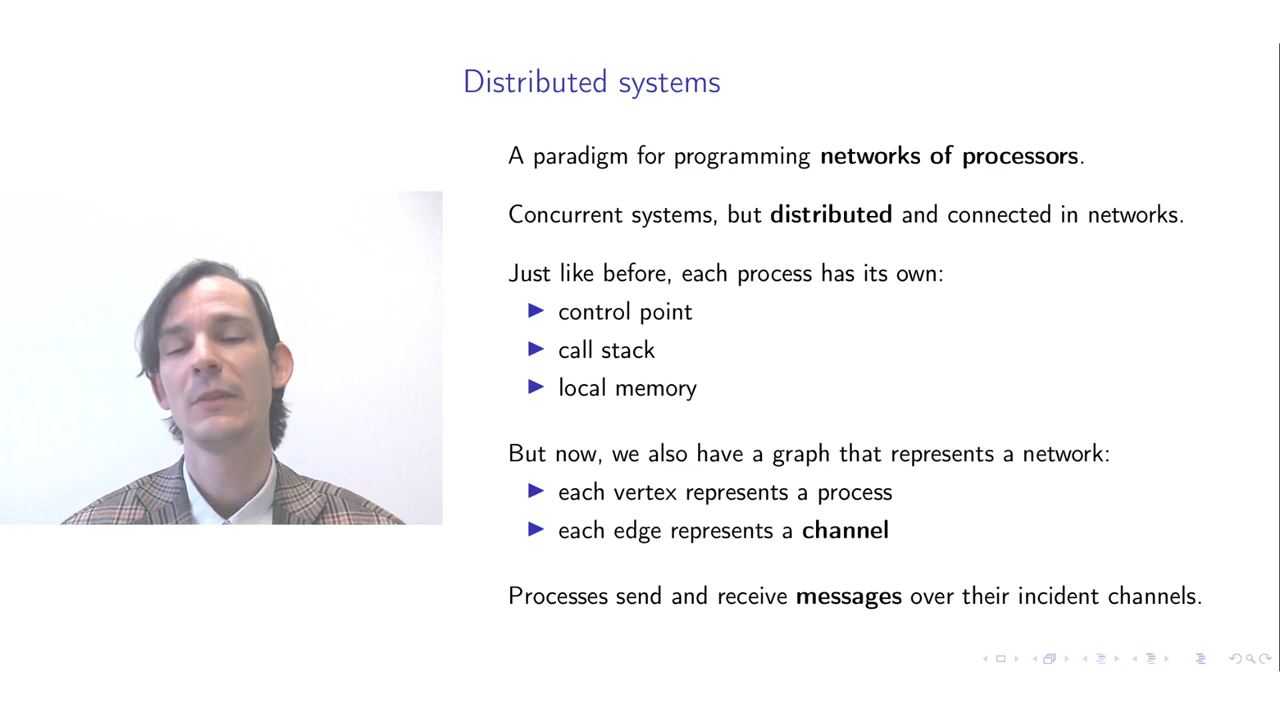 Distributed systems
A paradigm for programming networks of processors.
Concurrent systems, but distributed and connected in networks.
Just like before, each process has its own:
control point
call stack
local memory
But now, we also have a graph that represents a network:
each vertex represents a process
each edge represents a channel
Processes send and receive messages over their incident channels.